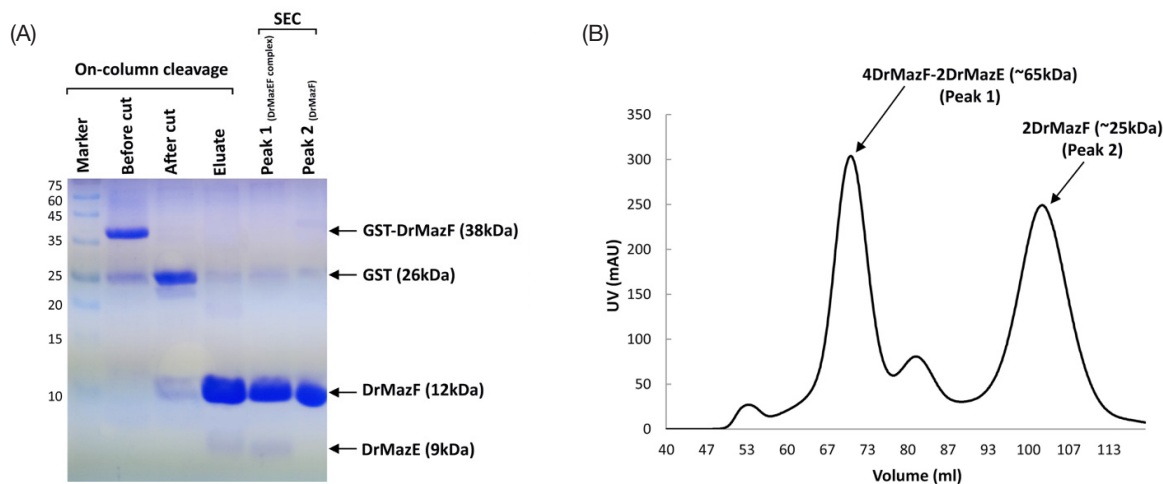 (A)
SEC
On-column cleavage
Marker
Before cut
After cut
Eluate
Peak 1 (DrMazEF complex)
Peak 2 (DrMazF)
75
60
45
35
25
20
15
10
GST-DrMazF (38kDa)
GST (26kDa)
DrMazF (12kDa)
DrMazE (9kDa)
(B)
4DrMazF-2DrMazE (~65kDa)
(Peak 1)
2DrMazF (~25kDa)
(Peak 2)
UV (mAU)
350
300
250
200
150
100
50
0
40 47 53 60 67 73 80 87 93 100 107 113
Volume (ml)